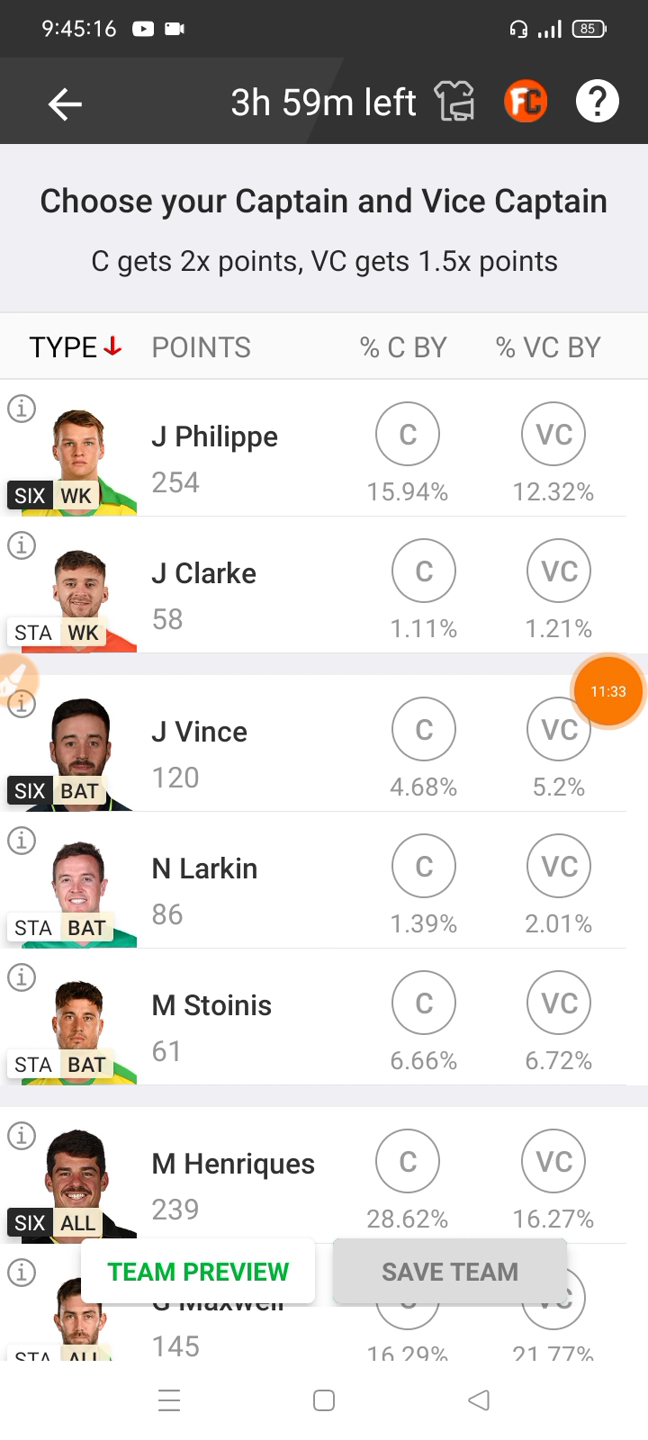 9:45:16
85
3h 59m left
FC
?
Choose your Captain and Vice Captain
C gets 2x points, VC gets 1.5x points
TYPE POINTS % C BY % VC BY
J Philippe C VC
254 15.94% 12.32%
SIX WK
J Clarke C VC
58 1.11% 1.21%
STA WK
11:33
J Vince C VC
120 4.68% 5.2%
SIX BAT
N Larkin C VC
86 1.39% 2.01%
STA BAT
M Stoinis C VC
61 6.66% 6.72%
STA BAT
M Henriques C VC
239 28.62% 16.27%
SIX ALL
TEAM PREVIEW SAVE TEAM
G Maxwell C VC
145 16.29% 21.77%
STA ALL